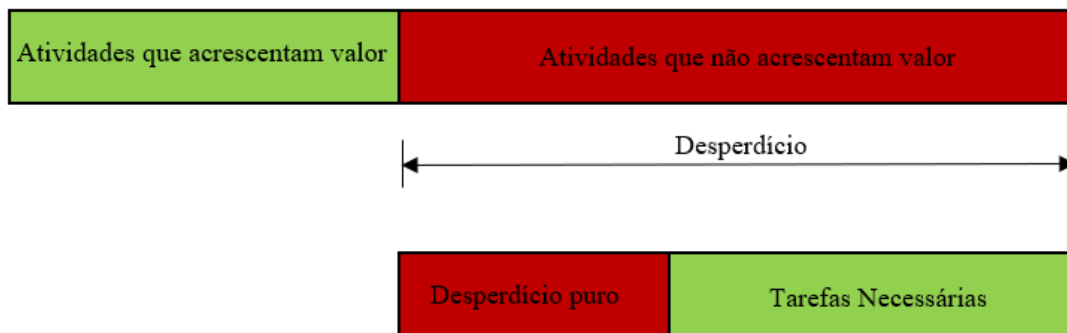 Atividades que acrescentam valor
Atividades que não acrescentam valor
Desperdício
Desperdício puro
Tarefas Necessárias